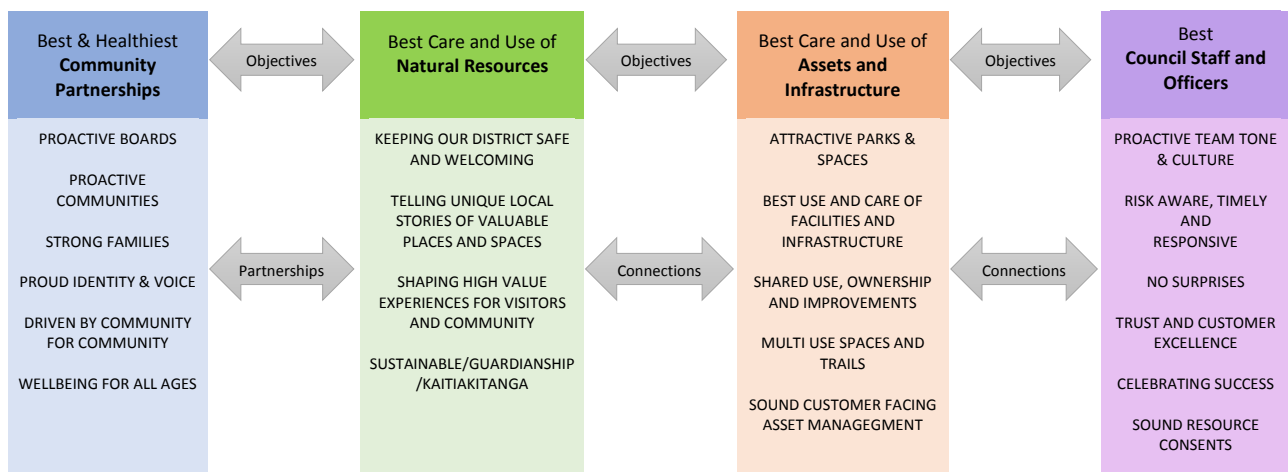 Best & Healthiest
Community
Partnerships
Objectives
Best Care and Use of
Natural Resources
Objectives
Best Care and Use of
Assets and
Infrastructure
Objectives
Best
Council Staff and
Officers
PROACTIVE BOARDS
PROACTIVE
COMMUNITIES
STRONG FAMILIES
PROUD IDENTITY & VOICE
DRIVEN BY COMMUNITY
FOR COMMUNITY
WELLBEING FOR ALL AGES
Partnerships
KEEPING OUR DISTRICT SAFE
AND WELCOMING
TELLING UNIQUE LOCAL
STORIES OF VALUABLE
PLACES AND SPACES
SHAPING HIGH VALUE
EXPERIENCES FOR VISITORS
AND COMMUNITY
SUSTAINABLE/GUARDIANSHIP
/KAITIAKITANGA
Connections
ATTRACTIVE PARKS &
SPACES
BEST USE AND CARE OF
FACILITIES AND
INFRASTRUCTURE
SHARED USE, OWNERSHIP
AND IMPROVEMENTS
MULTI USE SPACES AND
TRAILS
SOUND CUSTOMER FACING
ASSET MANAGEGMENT
Connections
PROACTIVE TEAM TONE
& CULTURE
RISK AWARE, TIMELY
AND
RESPONSIVE
NO SURPRISES
TRUST AND CUSTOMER
EXCELLENCE
CELEBRATING SUCCESS
SOUND RESOURCE
CONSENTS